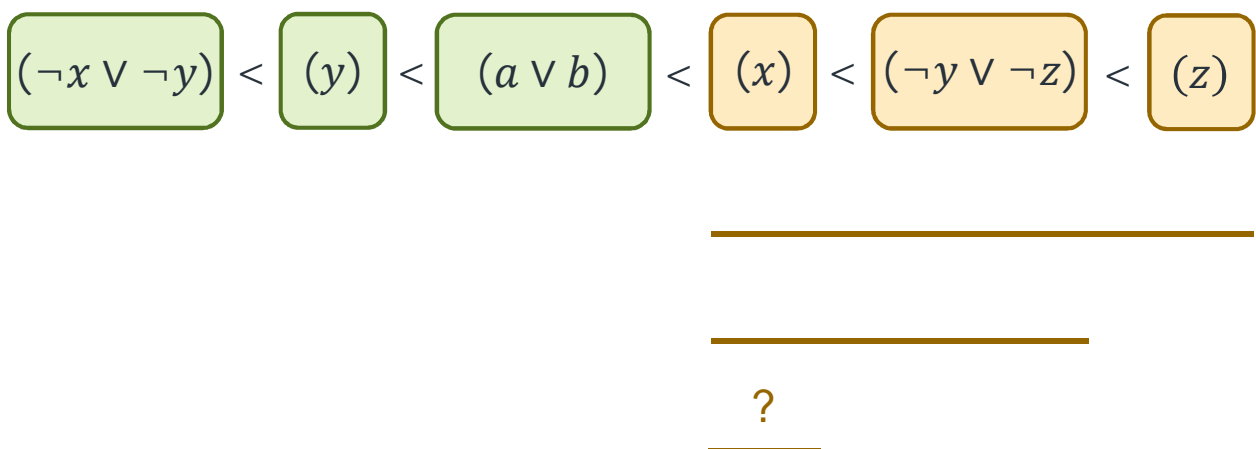 (¬x ∨ ¬y) < (y) < (a ∨ b) < (x) < (¬y ∨ ¬z) < (z)
?